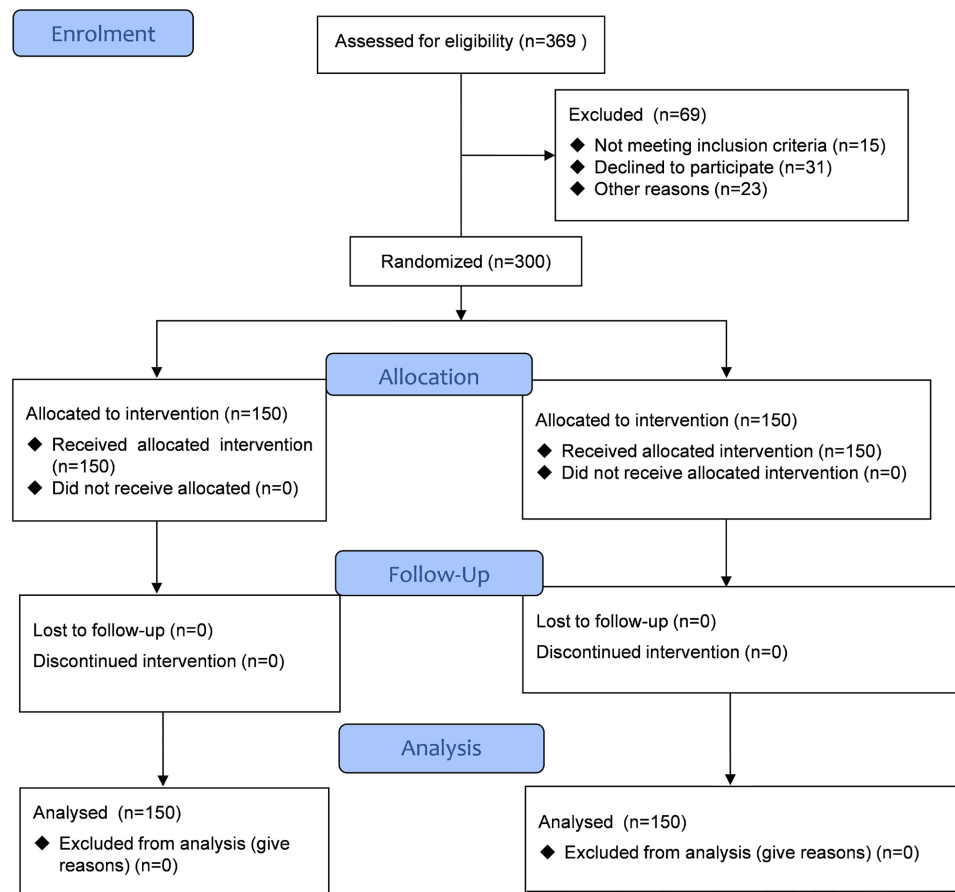 Enrolment
Assessed for eligibility (n=369 )
Excluded (n=69)
◆ Not meeting inclusion criteria (n=15)
◆ Declined to participate (n=31)
◆ Other reasons (n=23)
Randomized (n=300)
Allocation
Allocated to intervention (n=150)
◆ Received allocated intervention
(n=150)
◆ Did not receive allocated (n=0)
Allocated to intervention (n=150)
◆ Received allocated intervention (n=150)
◆ Did not receive allocated intervention (n=0)
Follow-Up
Lost to follow-up (n=0)
Discontinued intervention (n=0)
Lost to follow-up (n=0)
Discontinued intervention (n=0)
Analysis
Analysed (n=150)
◆ Excluded from analysis (give
reasons) (n=0)
Analysed (n=150)
◆ Excluded from analysis (give reasons) (n=0)